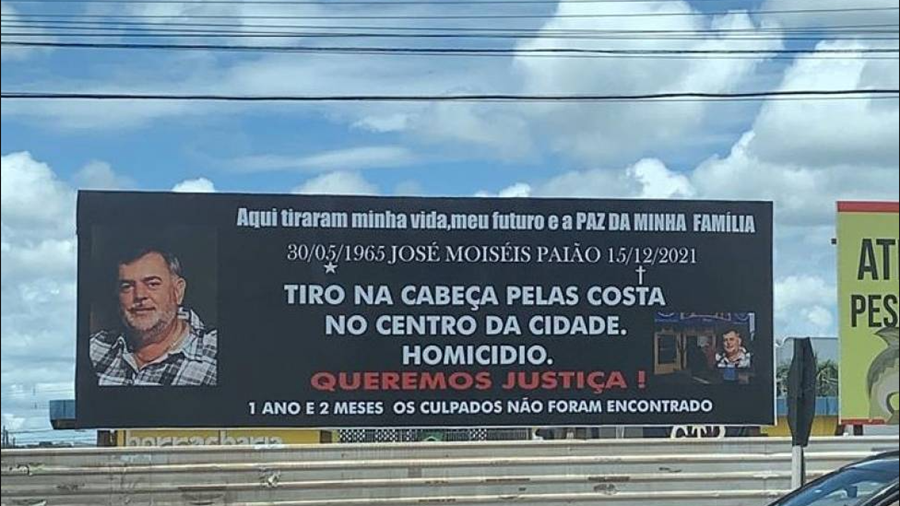 Aqui tiraram minha vida,meu futuro e a PAZ DA MINHA FAMÍLIA
30/05/1965 JOSÉ MOISÉIS PAIÃO 15/12/2021
TIRO NA CABEÇA PELAS COSTA
NO CENTRO DA CIDADE.
HOMICIDIO.
QUEREMOS JUSTIÇA !
1 ANO E 2 MESES OS CULPADOS NÃO FORAM ENCONTRADO
borracharia